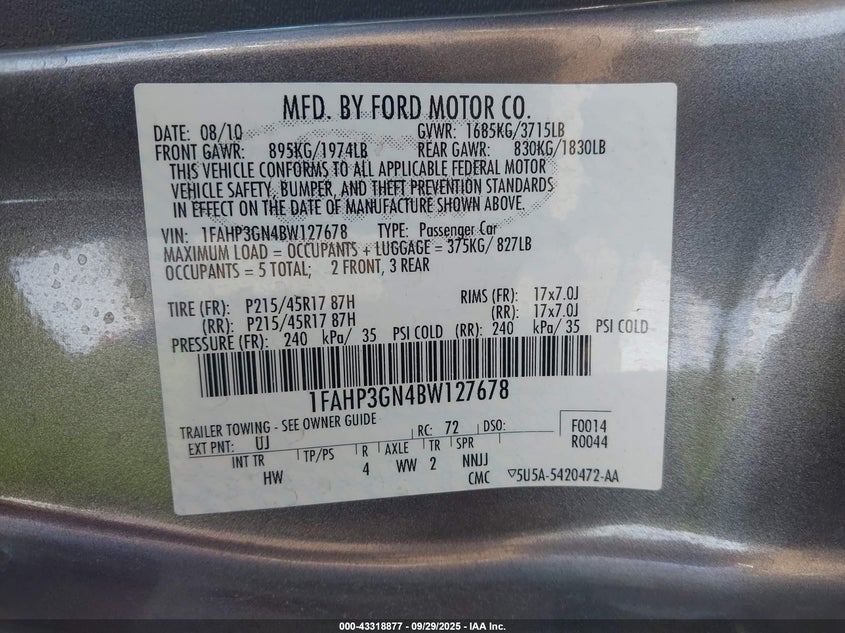 MFD. BY FORD MOTOR CO.
DATE: 08/10 GVWR: 1685KG/3715LB
FRONT GAWR: 895KG/1974LB REAR GAWR: 830KG/1830LB
THIS VEHICLE CONFORMS TO ALL APPLICABLE FEDERAL MOTOR
VEHICLE SAFETY, BUMPER, AND THEFT PREVENTION STANDARDS
IN EFFECT ON THE DATE OF MANUFACTURE SHOWN ABOVE.
VIN: 1FAHP3GN4BW127678 TYPE: Passenger Car
MAXIMUM LOAD = OCCUPANTS + LUGGAGE = 375KG/ 827LB
OCCUPANTS = 5 TOTAL; 2 FRONT, 3 REAR
TIRE (FR): P215/45R17 87H RIMS (FR): 17x7.0J
(RR): P215/45R17 87H (RR): 17x7.0J
PRESSURE (FR): 240 kPa/ 35 PSI COLD (RR): 240 kPa/ 35 PSI COLD
1FAHP3GN4BW127678
TRAILER TOWING - SEE OWNER GUIDE RC: 72 DSO: F0014
EXT PNT: UJ R0044
INT TR TP/PS R AXLE TR SPR
HW 4 WW 2 NNJJ
CMC ▽5U5A-5420472-AA
000-43318877 - 09/29/2025 - IAA Inc.